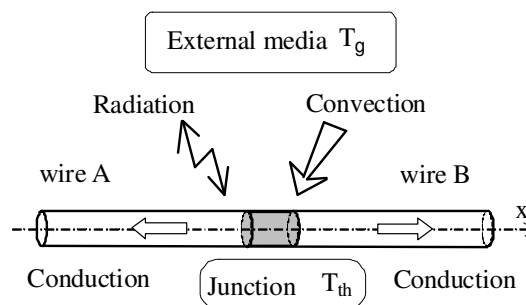 External media T_g
Radiation
Convection
wire A
wire B
x
Conduction
Junction T_th
Conduction